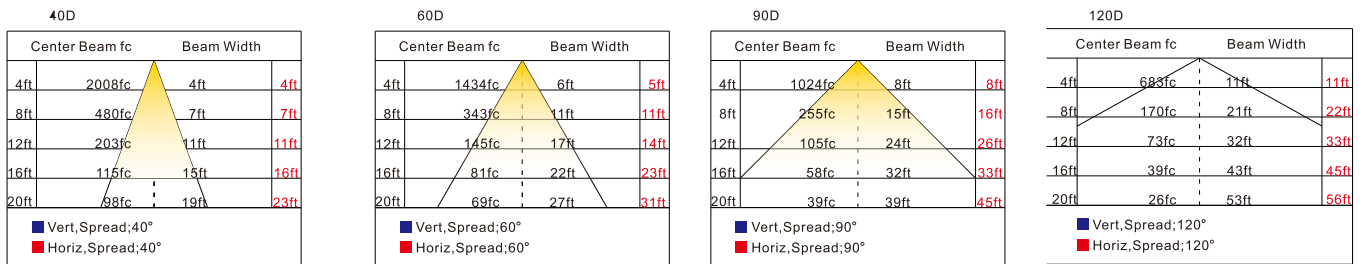 40D
Center Beam fc Beam Width
4ft 2008fc 4ft 4ft
8ft 480fc 7ft 7ft
12ft 203fc 11ft 11ft
16ft 115fc 15ft 16ft
20ft 98fc 19ft 23ft
Vert,Spread;40°
Horiz,Spread;40°
60D
Center Beam fc Beam Width
4ft 1434fc 6ft 5ft
8ft 343fc 11ft 11ft
12ft 145fc 17ft 14ft
16ft 81fc 22ft 23ft
20ft 69fc 27ft 31ft
Vert,Spread;60°
Horiz,Spread;60°
90D
Center Beam fc Beam Width
4ft 1024fc 8ft 8ft
8ft 255fc 15ft 16ft
12ft 105fc 24ft 26ft
16ft 58fc 32ft 33ft
20ft 39fc 39ft 45ft
Vert,Spread;90°
Horiz,Spread;90°
120D
Center Beam fc Beam Width
4ft 683fc 11ft 11ft
8ft 170fc 21ft 22ft
12ft 73fc 32ft 33ft
16ft 39fc 43ft 45ft
20ft 26fc 53ft 56ft
Vert,Spread;120°
Horiz,Spread;120°